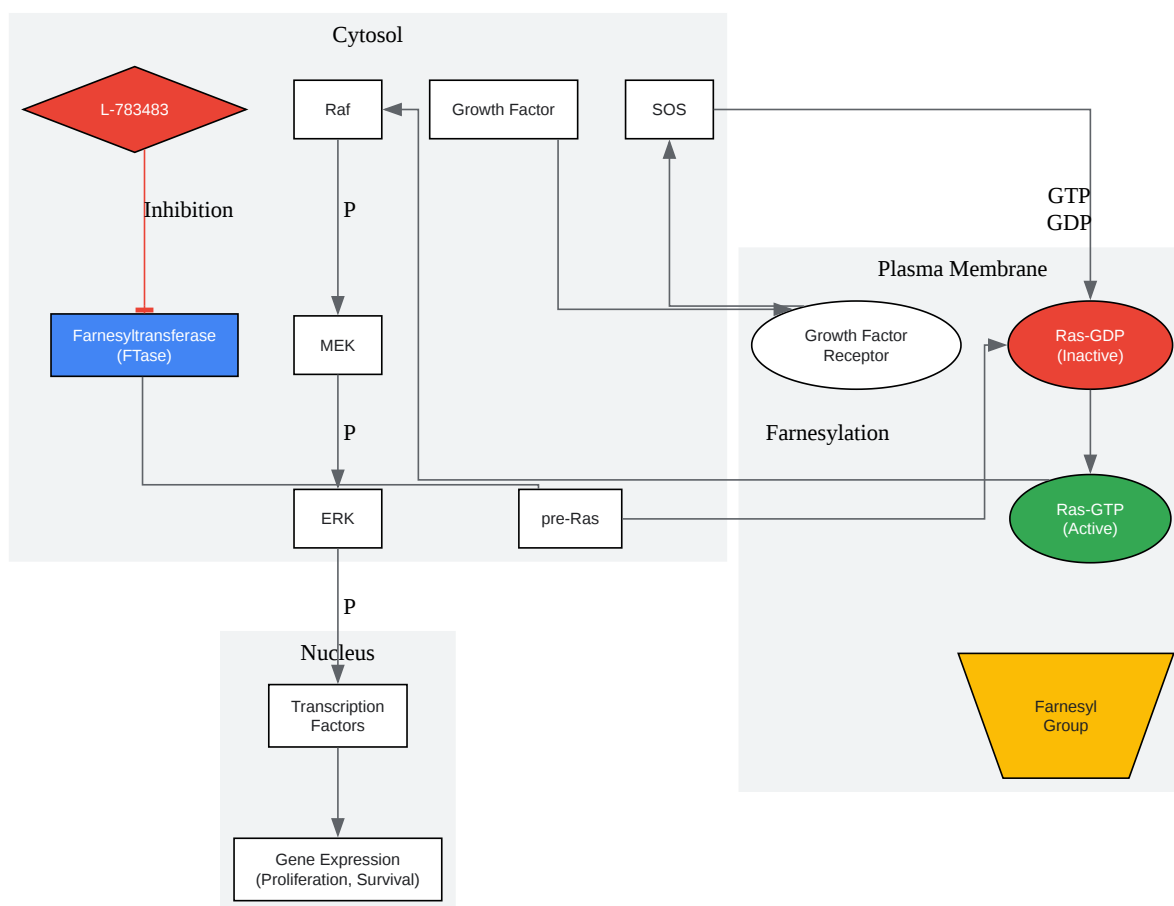 Cytosol
L-783483
Raf
Growth Factor
SOS
Inhibition
P
GTP
GDP
Plasma Membrane
Farnesyltransferase
(FTase)
MEK
Growth Factor
Receptor
Ras-GDP
(Inactive)
P
Farnesylation
ERK
pre-Ras
Ras-GTP
(Active)
P
Nucleus
Transcription
Factors
Farnesyl
Group
Gene Expression
(Proliferation, Survival)